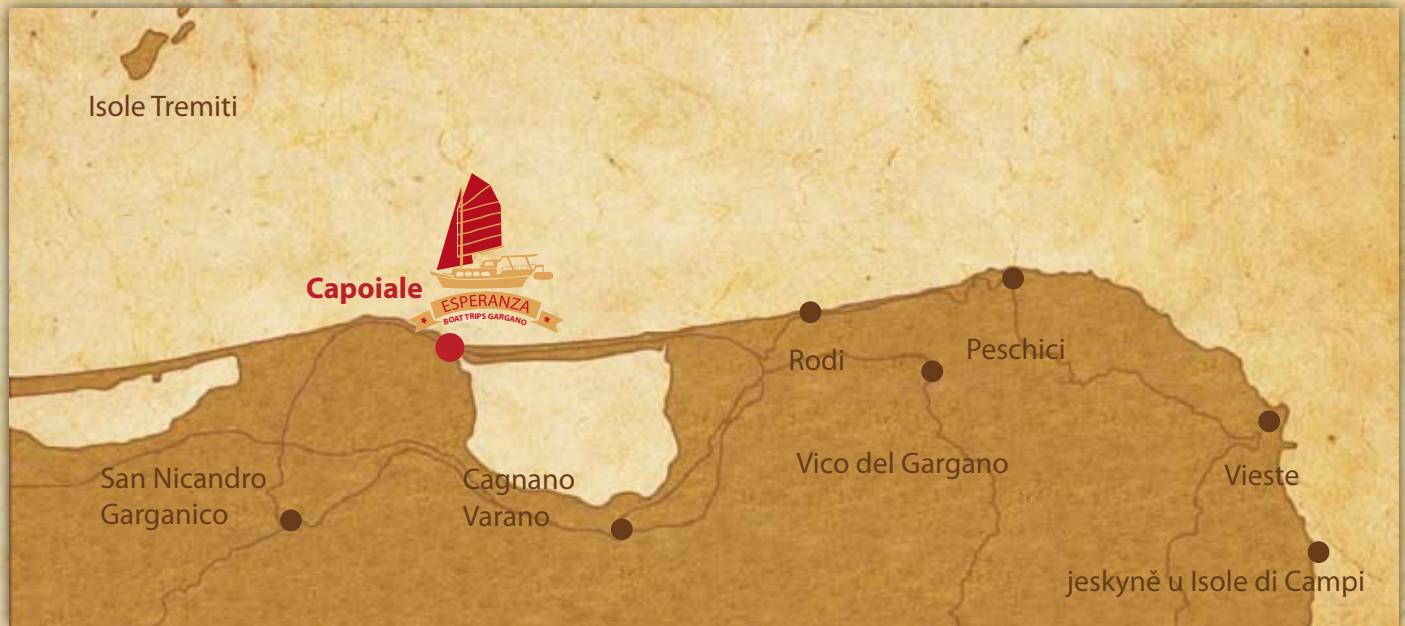 Isole Tremiti
Capoiale
ESPERANZA
BOAT TRIPS GARGANO
Rodi
Peschici
Vico del Gargano
Vieste
San Nicandro
Garganico
Cagnano
Varano
jeskyně u Isole di Campi